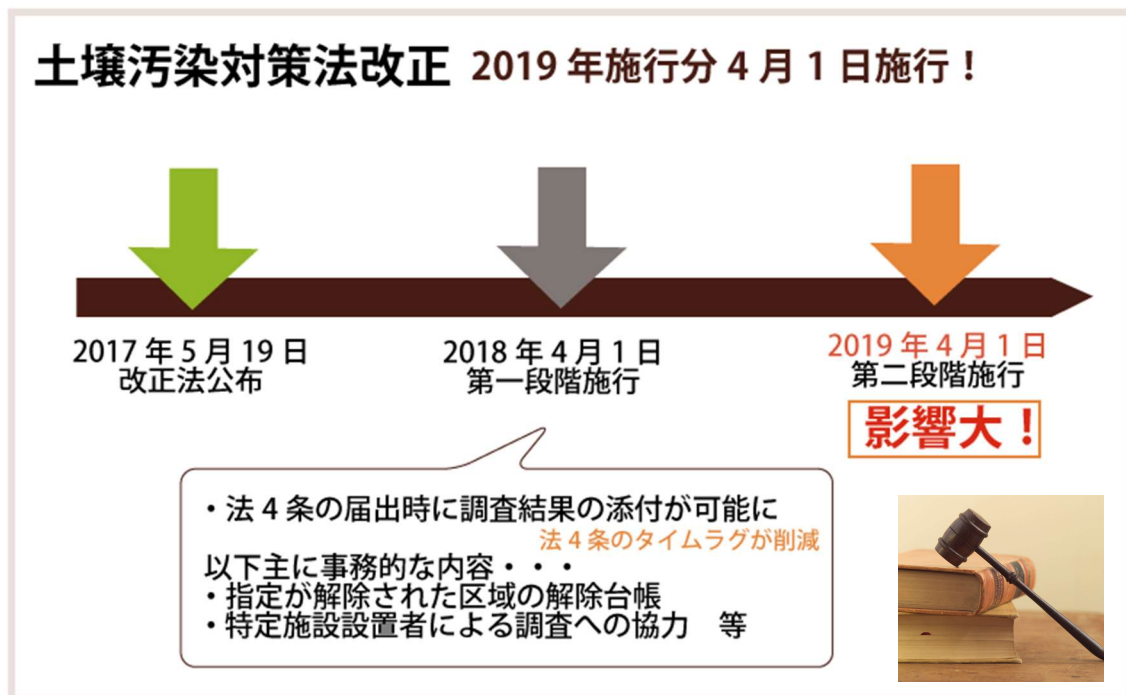 土壌汚染対策法改正 2019年施行分4月1日施行！
2017年5月19日
改正法公布
2018年4月1日
第一段階施行
2019年4月1日
第二段階施行
影響大！
・法4条の届出時に調査結果の添付が可能に
法4条のタイムラグが削減
以下主に事務的な内容・・・
・指定が解除された区域の解除台帳
・特定施設設置者による調査への協力　等